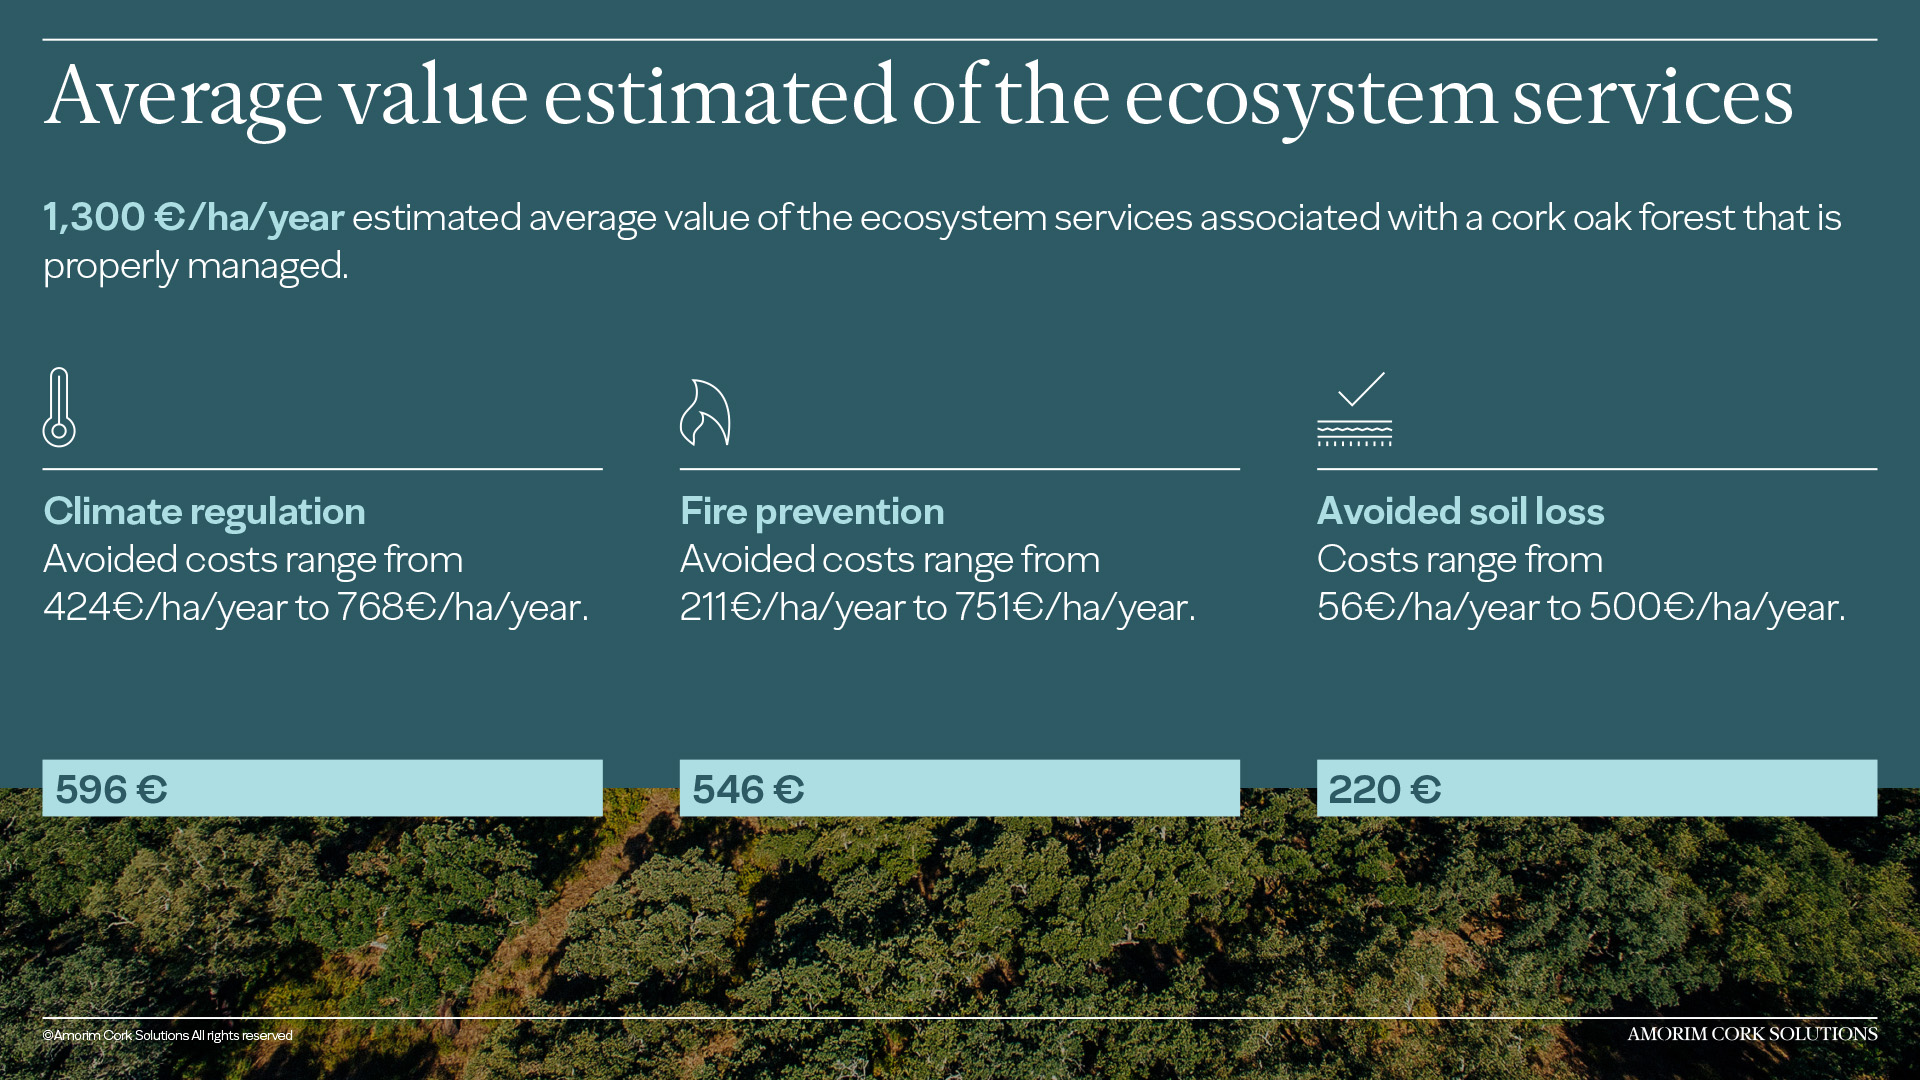 Average value estimated of the ecosystem services
1,300 €/ha/year estimated average value of the ecosystem services associated with a cork oak forest that is
properly managed.
Climate regulation
Avoided costs range from
424€/ha/year to 768€/ha/year.
596 €
Fire prevention
Avoided costs range from
211€/ha/year to 751€/ha/year.
546 €
Avoided soil loss
Costs range from
56€/ha/year to 500€/ha/year.
220 €
©Amorim Cork Solutions All rights reserved
AMORIM CORK SOLUTIONS